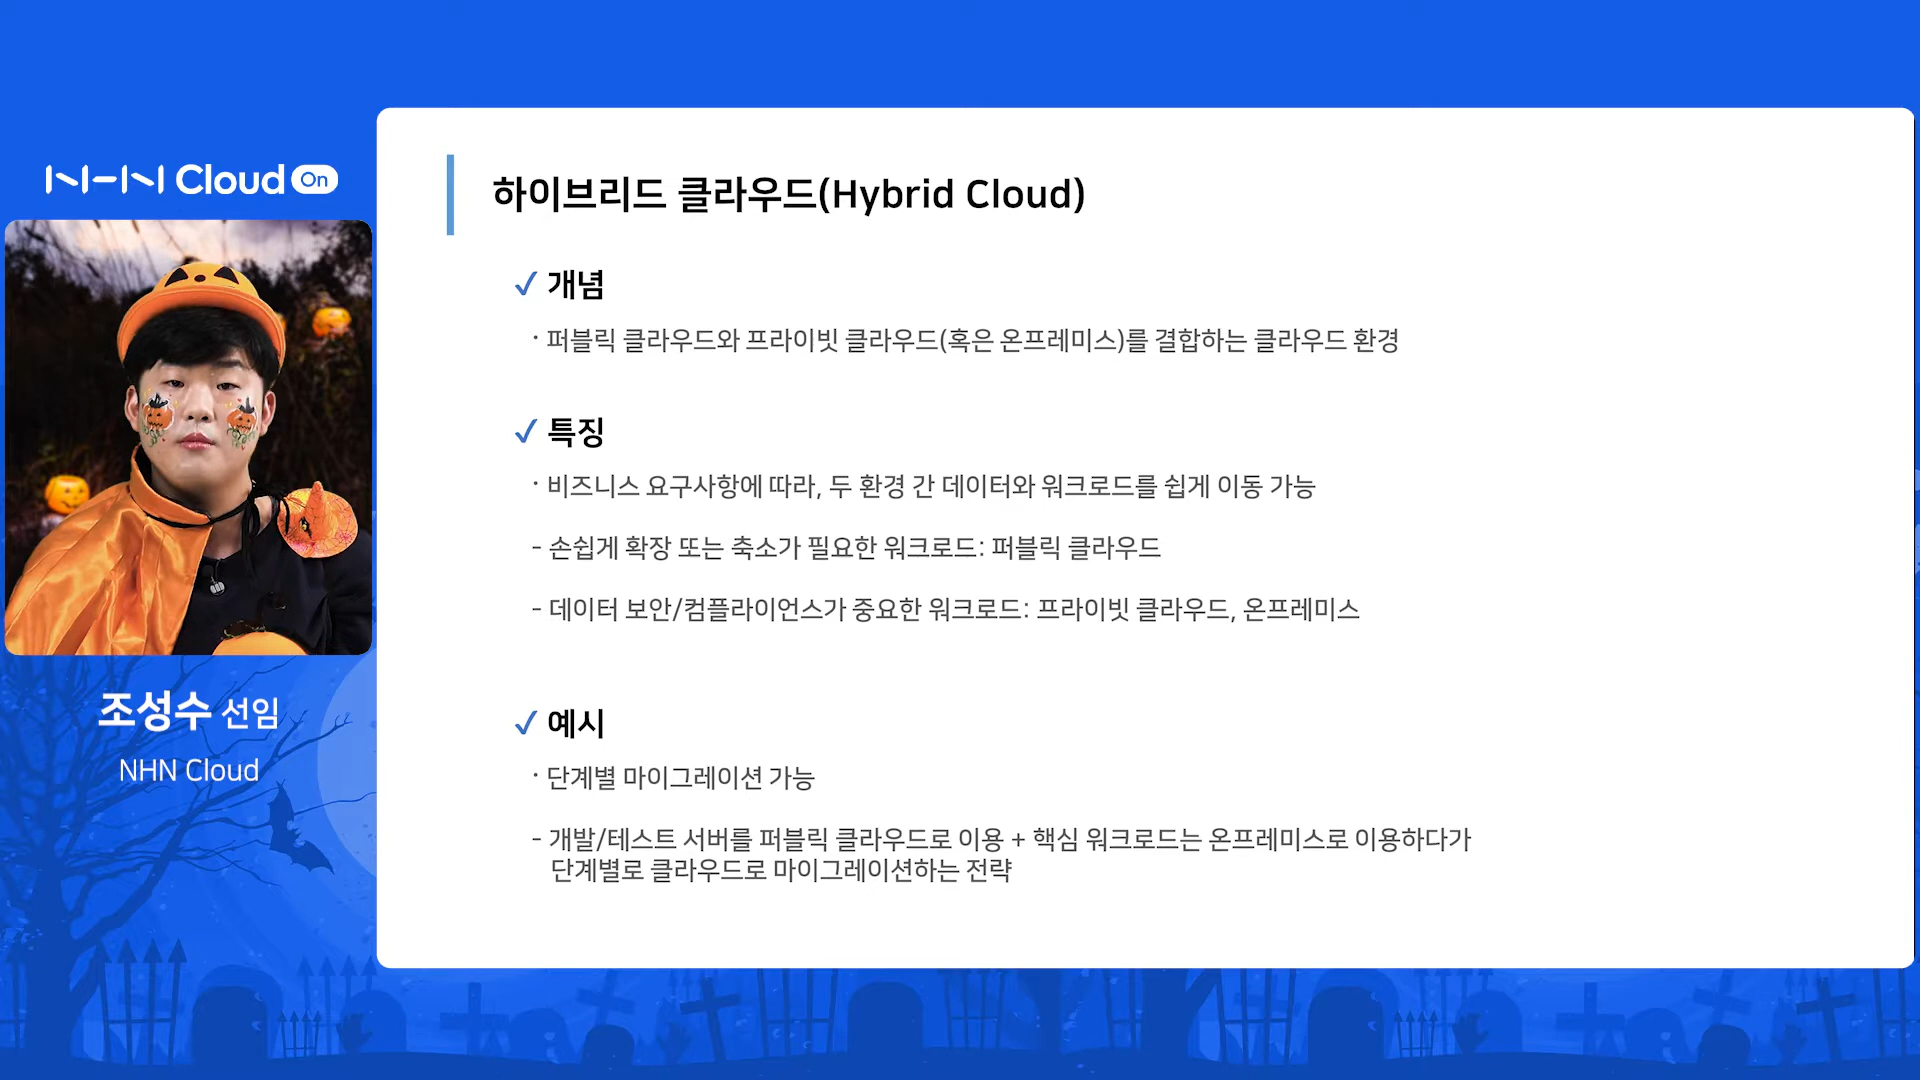 NHN Cloud On
조성수 선임
NHN Cloud
하이브리드 클라우드(Hybrid Cloud)
✓ 개념
· 퍼블릭 클라우드와 프라이빗 클라우드(혹은 온프레미스)를 결합하는 클라우드 환경
✓ 특징
· 비즈니스 요구사항에 따라, 두 환경 간 데이터와 워크로드를 쉽게 이동 가능
- 손쉽게 확장 또는 축소가 필요한 워크로드: 퍼블릭 클라우드
- 데이터 보안/컴플라이언스가 중요한 워크로드: 프라이빗 클라우드, 온프레미스
✓ 예시
· 단계별 마이그레이션 가능
- 개발/테스트 서버를 퍼블릭 클라우드로 이용 + 핵심 워크로드는 온프레미스로 이용하다가
단계별로 클라우드로 마이그레이션하는 전략